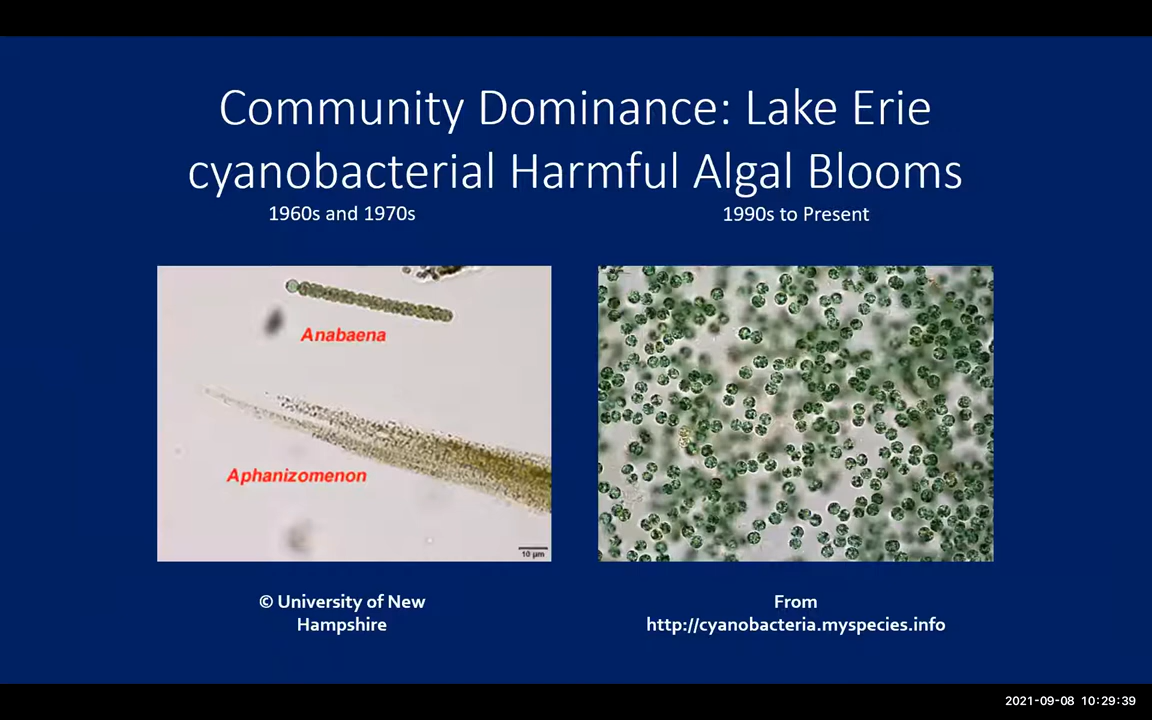 Community Dominance: Lake Erie
cyanobacterial Harmful Algal Blooms
1960s and 1970s
1990s to Present
Anabaena
Aphanizomenon
10 µm
© University of New
Hampshire
From
http://cyanobacteria.myspecies.info
2021-09-08 10:29:39